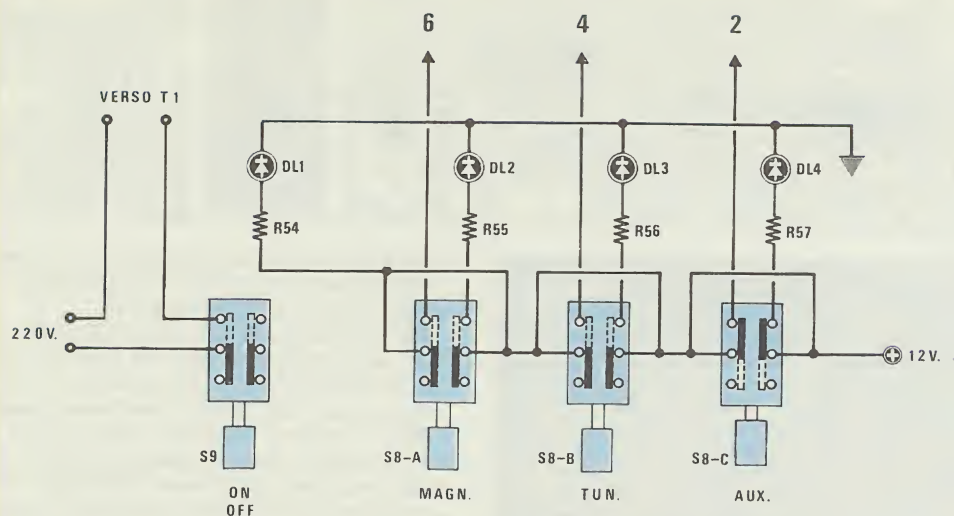 6 4 2
VERSO T1
DL1 DL2 DL3 DL4
R54 R55 R56 R57
220V.
12V.
S9 S8-A S8-B S8-C
ON MAGN. TUN. AUX.
OFF